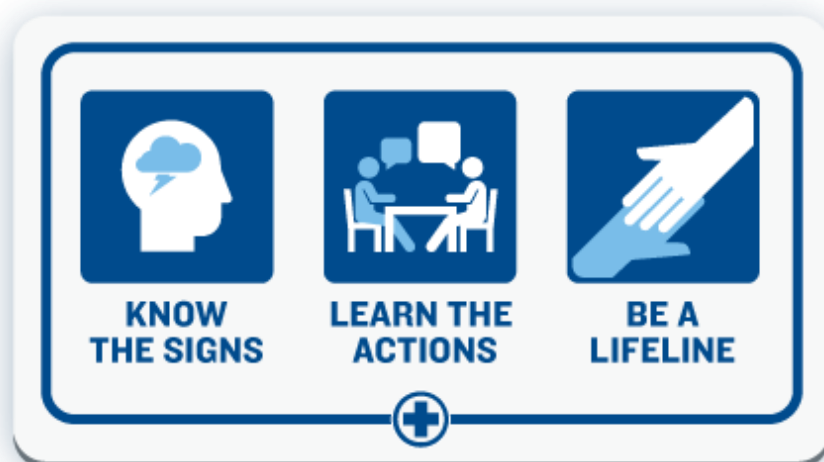 KNOW
THE SIGNS
LEARN THE
ACTIONS
BE A
LIFELINE